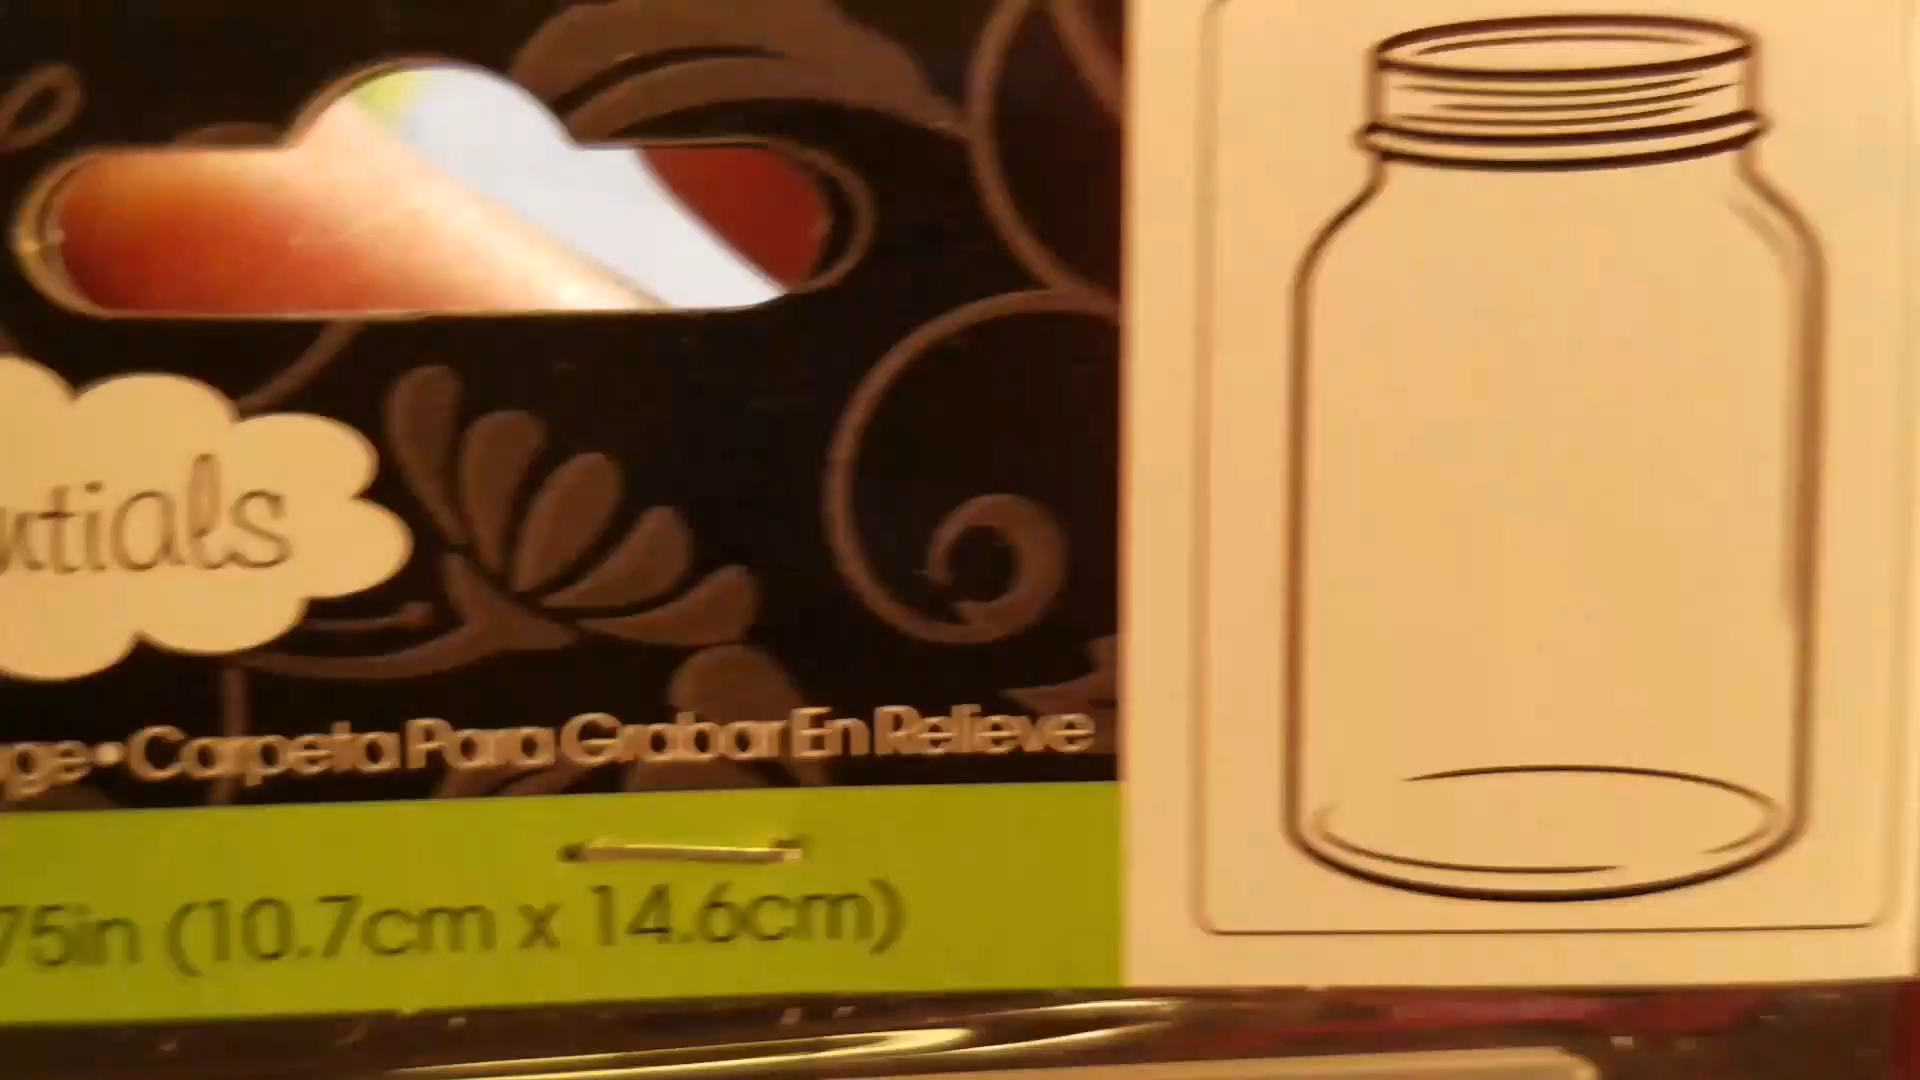 ntials
ge • Carpeta Para Grabar En Relieve
75in (10.7cm x 14.6cm)